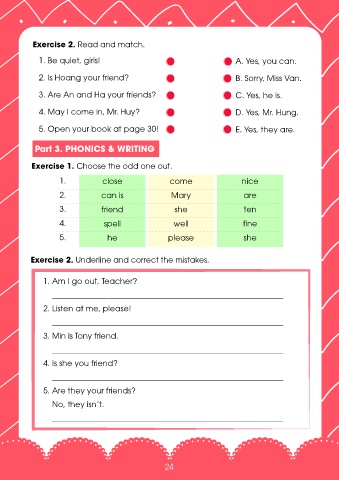 Exercise 2. Read and match.
1. Be quiet, girls! A. Yes, you can.
2. Is Hoang your friend? B. Sorry, Miss Van.
3. Are An and Ha your friends? C. Yes, he is.
4. May I come in, Mr. Huy? D. Yes, Mr. Hung.
5. Open your book at page 30! E. Yes, they are.
Part 3. PHONICS & WRITING
Exercise 1. Choose the odd one out.
1. close come nice
2. can is Mary are
3. friend she ten
4. spell well fine
5. he please she
Exercise 2. Underline and correct the mistakes.
1. Am I go out, Teacher?
2. Listen at me, please!
3. Min is Tony friend.
4. Is she you friend?
5. Are they your friends?
No, they isn't.
24